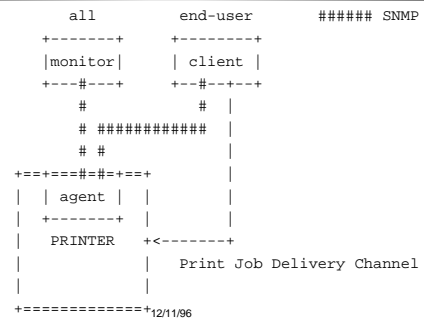 all end-user ###### SNMP
+-------+ +--------+
|monitor| | client |
+---#---+ +--#--+--+
# # |
# ############ |
# # |
+==+===#=#=+==+ |
| | agent | | |
| +-------+ | |
| PRINTER +<-------+
| | Print Job Delivery Channel
| |
+=============+12/11/96